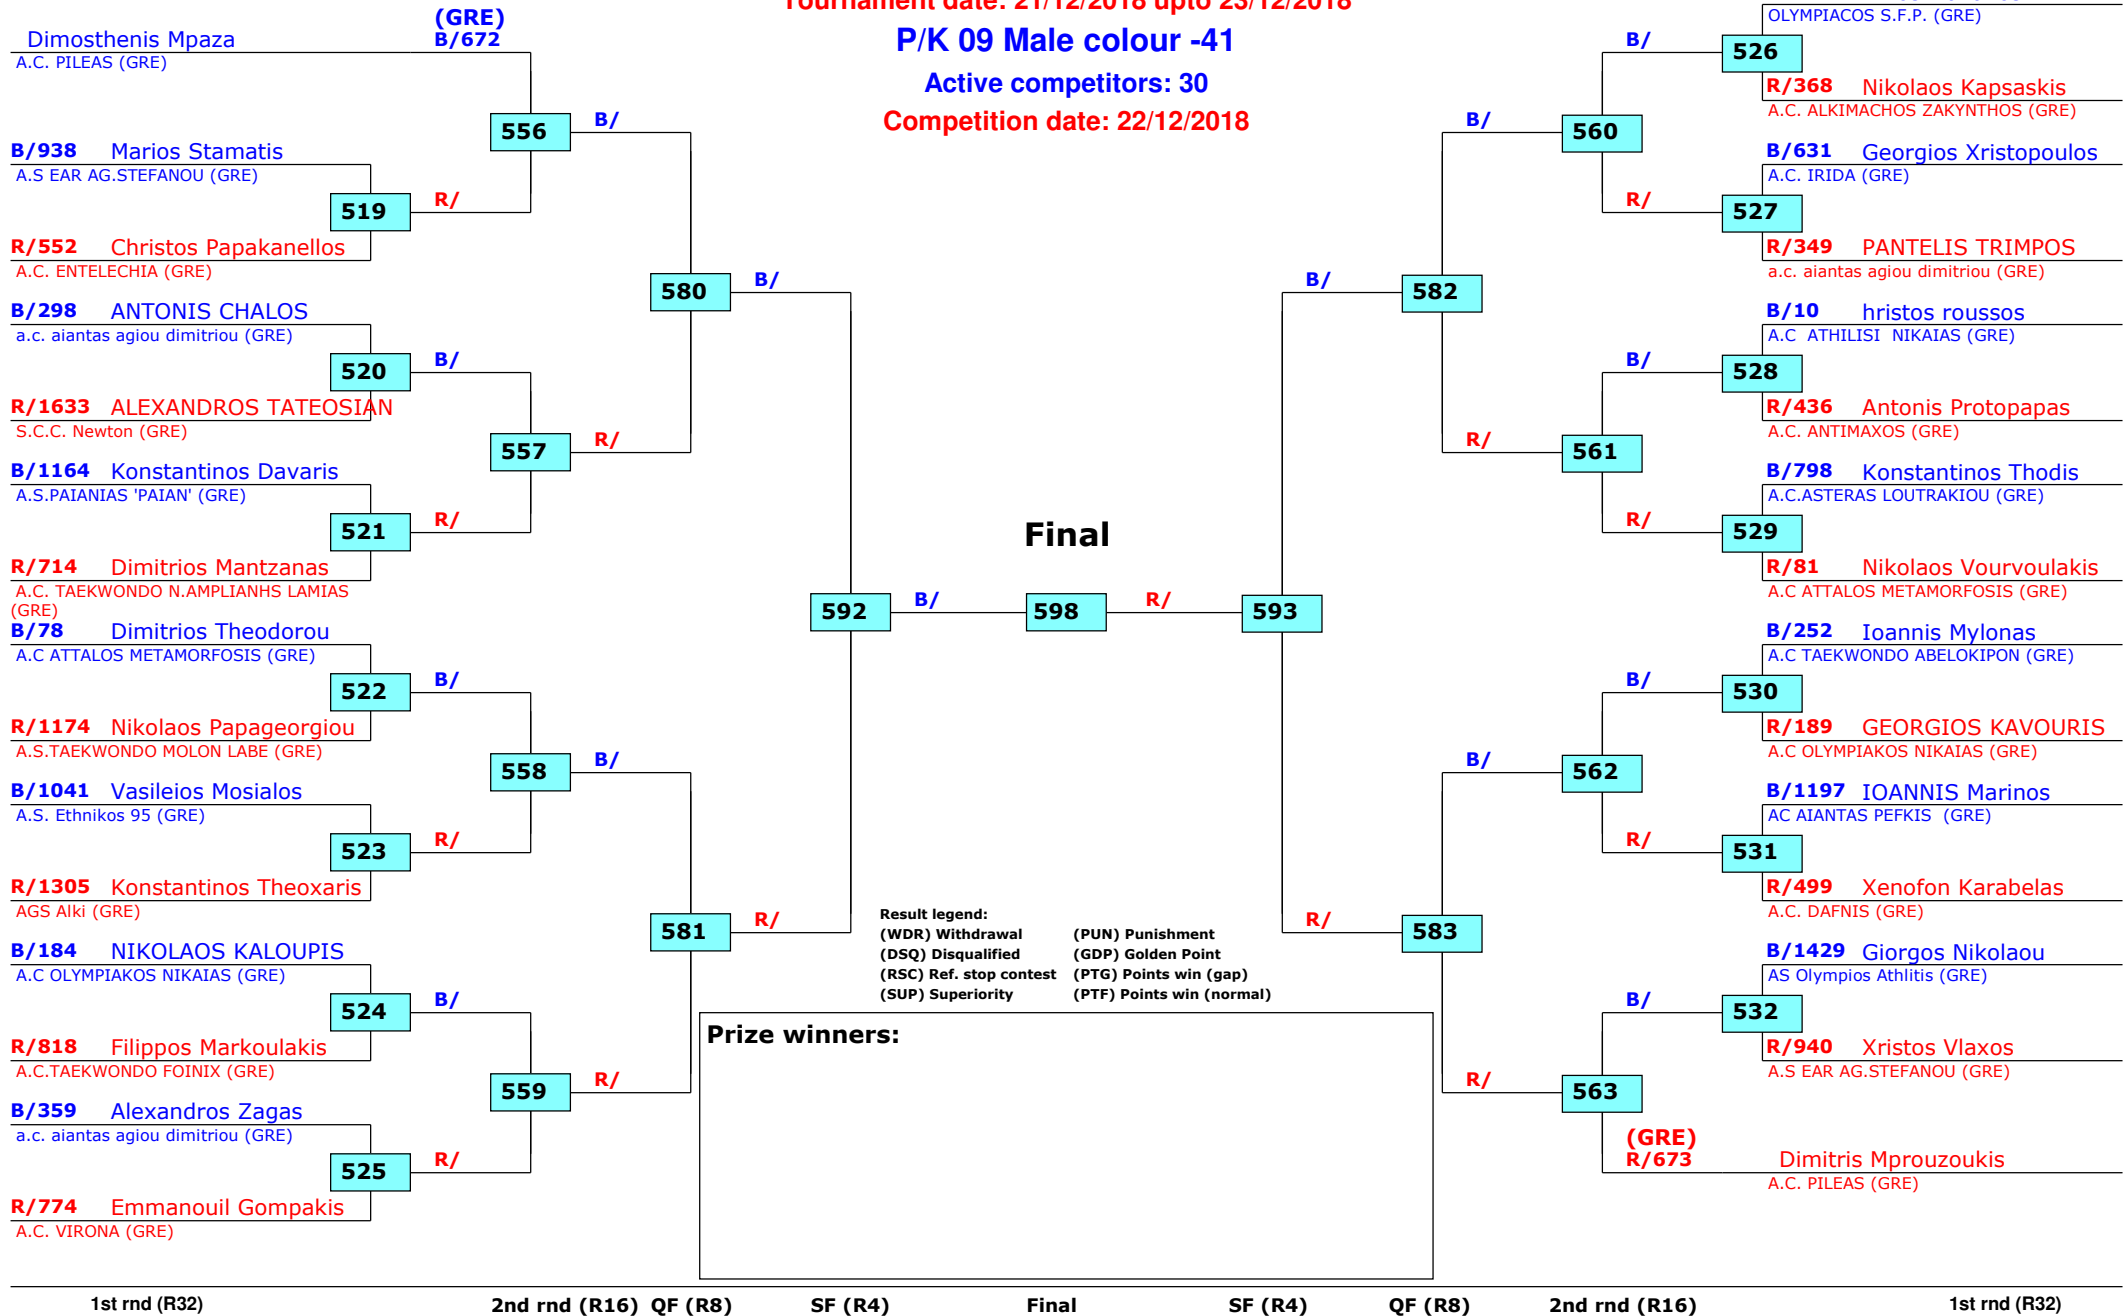 Tournament date: 21/12/2018 upto 23/12/2018
P/K 09 Male colour -41
Active competitors: 30
Competition date: 22/12/2018
(GRE)
Dimosthenis Mpaza B/672
A.C. PILEAS (GRE)
556 B/
B/938 Marios Stamatis
A.S EAR AG.STEFANOU (GRE)
519 R/
R/552 Christos Papakanellos
A.C. ENTELECHIA (GRE)
580 B/
B/298 ANTONIS CHALOS
a.c. aiantas agiou dimitriou (GRE)
520 B/
R/1633 ALEXANDROS TATEOSIAN
S.C.C. Newton (GRE)
557 R/
B/1164 Konstantinos Davaris
A.S.PAIANIAS 'PAIAN' (GRE)
521 R/
R/714 Dimitrios Mantzanas
A.C. TAEKWONDO N.AMPLIANHS LAMIAS
(GRE)
B/78 Dimitrios Theodorou
A.C ATTALOS METAMORFOSIS (GRE)
522 B/
R/1174 Nikolaos Papageorgiou
A.S.TAEKWONDO MOLON LABE (GRE)
558 B/
B/1041 Vasileios Mosialos
A.S. Ethnikos 95 (GRE)
523 R/
R/1305 Konstantinos Theoxaris
AGS Alki (GRE)
581 R/
B/184 NIKOLAOS KALOUPIS
A.C OLYMPIAKOS NIKAIAS (GRE)
524 B/
R/818 Filippos Markoulakis
A.C.TAEKWONDO FOINIX (GRE)
559 R/
B/359 Alexandros Zagas
a.c. aiantas agiou dimitriou (GRE)
525 R/
R/774 Emmanouil Gompakis
A.C. VIRONA (GRE)
Final
592 B/ 598 R/ 593
OLYMPIACOS S.F.P. (GRE)
B/ 526
R/368 Nikolaos Kapsaskis
A.C. ALKIMACHOS ZAKYNTHOS (GRE)
B/ 560
B/631 Georgios Xristopoulos
A.C. IRIDA (GRE)
R/ 527
R/349 PANTELIS TRIMPOS
a.c. aiantas agiou dimitriou (GRE)
B/ 582
B/10 hristos roussos
A.C ATHILISI NIKAIAS (GRE)
B/ 528
R/436 Antonis Protopapas
A.C. ANTIMAXOS (GRE)
R/ 561
B/798 Konstantinos Thodis
A.C.ASTERAS LOUTRAKIOU (GRE)
R/ 529
R/81 Nikolaos Vourvoulakis
A.C ATTALOS METAMORFOSIS (GRE)
B/252 Ioannis Mylonas
A.C TAEKWONDO ABELOKIPON (GRE)
B/ 530
R/189 GEORGIOS KAVOURIS
A.C OLYMPIAKOS NIKAIAS (GRE)
B/ 562
B/1197 IOANNIS Marinos
AC AIANTAS PEFKIS (GRE)
R/ 531
R/499 Xenofon Karabelas
A.C. DAFNIS (GRE)
R/ 583
B/1429 Giorgos Nikolaou
AS Olympios Athlitis (GRE)
B/ 532
R/940 Xristos Vlaxos
A.S EAR AG.STEFANOU (GRE)
R/ 563
(GRE)
R/673 Dimitris Mprouzoukis
A.C. PILEAS (GRE)
Result legend:
(WDR) Withdrawal (PUN) Punishment
(DSQ) Disqualified (GDP) Golden Point
(RSC) Ref. stop contest (PTG) Points win (gap)
(SUP) Superiority (PTF) Points win (normal)
Prize winners:
1st rnd (R32) 2nd rnd (R16) QF (R8) SF (R4) Final SF (R4) QF (R8) 2nd rnd (R16) 1st rnd (R32)